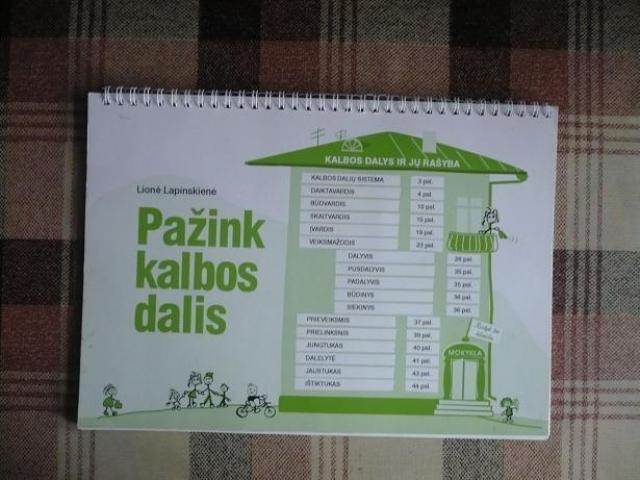 Lionė Lapinskienė
Pažink
kalbos
dalis
KALBOS DALYS IR JŲ RAŠYBA
KALBOS DALIŲ SISTEMA 3 psl.
DAIKTAVARDIS 4 psl.
BŪDVARDIS 10 psl.
SKAITVARDIS 15 psl.
ĮVARDIS 19 psl.
VEIKSMAŽODIS 23 psl.
DALYVIS 28 psl.
PUSDALYVIS 35 psl.
PADALYVIS 35 psl.
BŪDINYS 36 psl.
SIEKINYS 36 psl.
PRIEVEIKSMIS 37 psl.
PRIELINKSNIS 39 psl.
JUNGTUKAS 40 psl.
DALELYTĖ 41 psl.
JAUSTUKAS 43 psl.
IŠTIKTUKAS 44 psl.
MOKYKLA